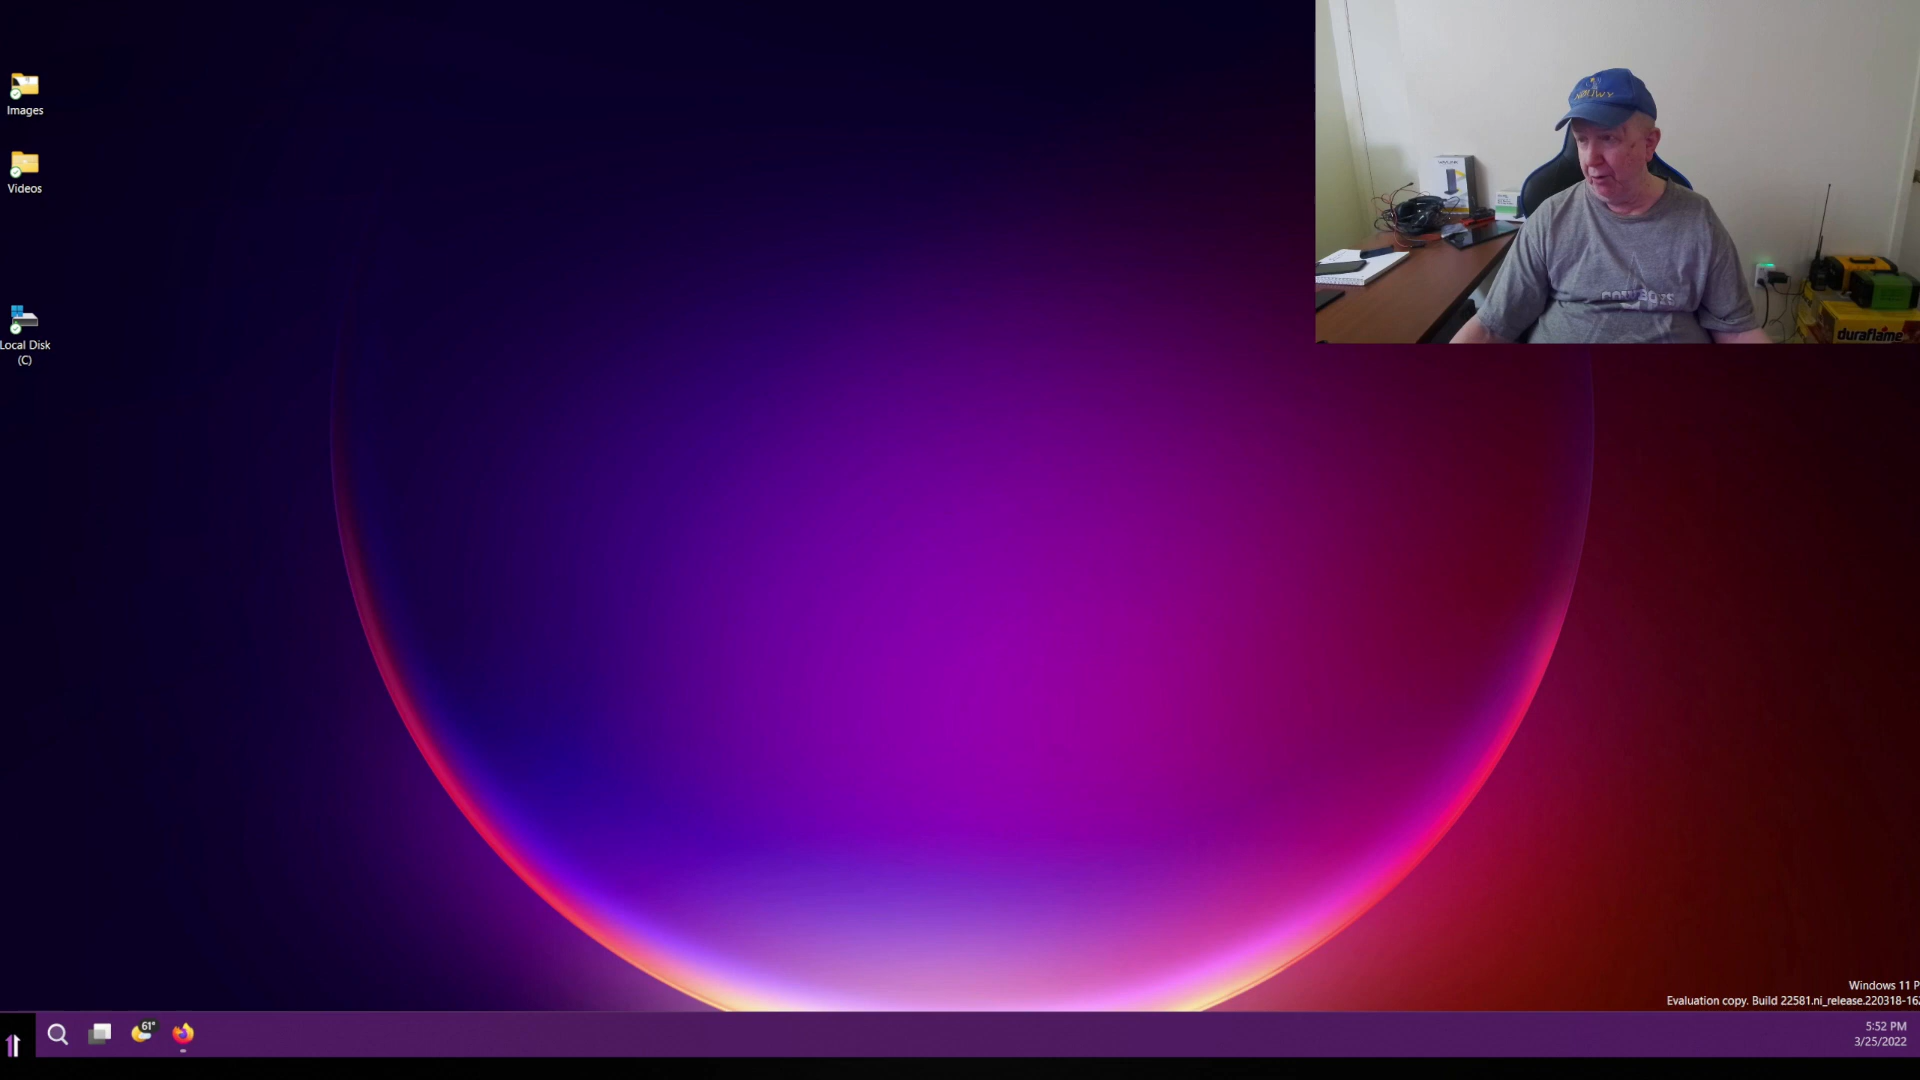 Images
Videos
Local Disk
(C)
duraflame
Windows 11 P
Evaluation copy. Build 22581.ni_release.220318-16
61°
5:52 PM
3/25/2022